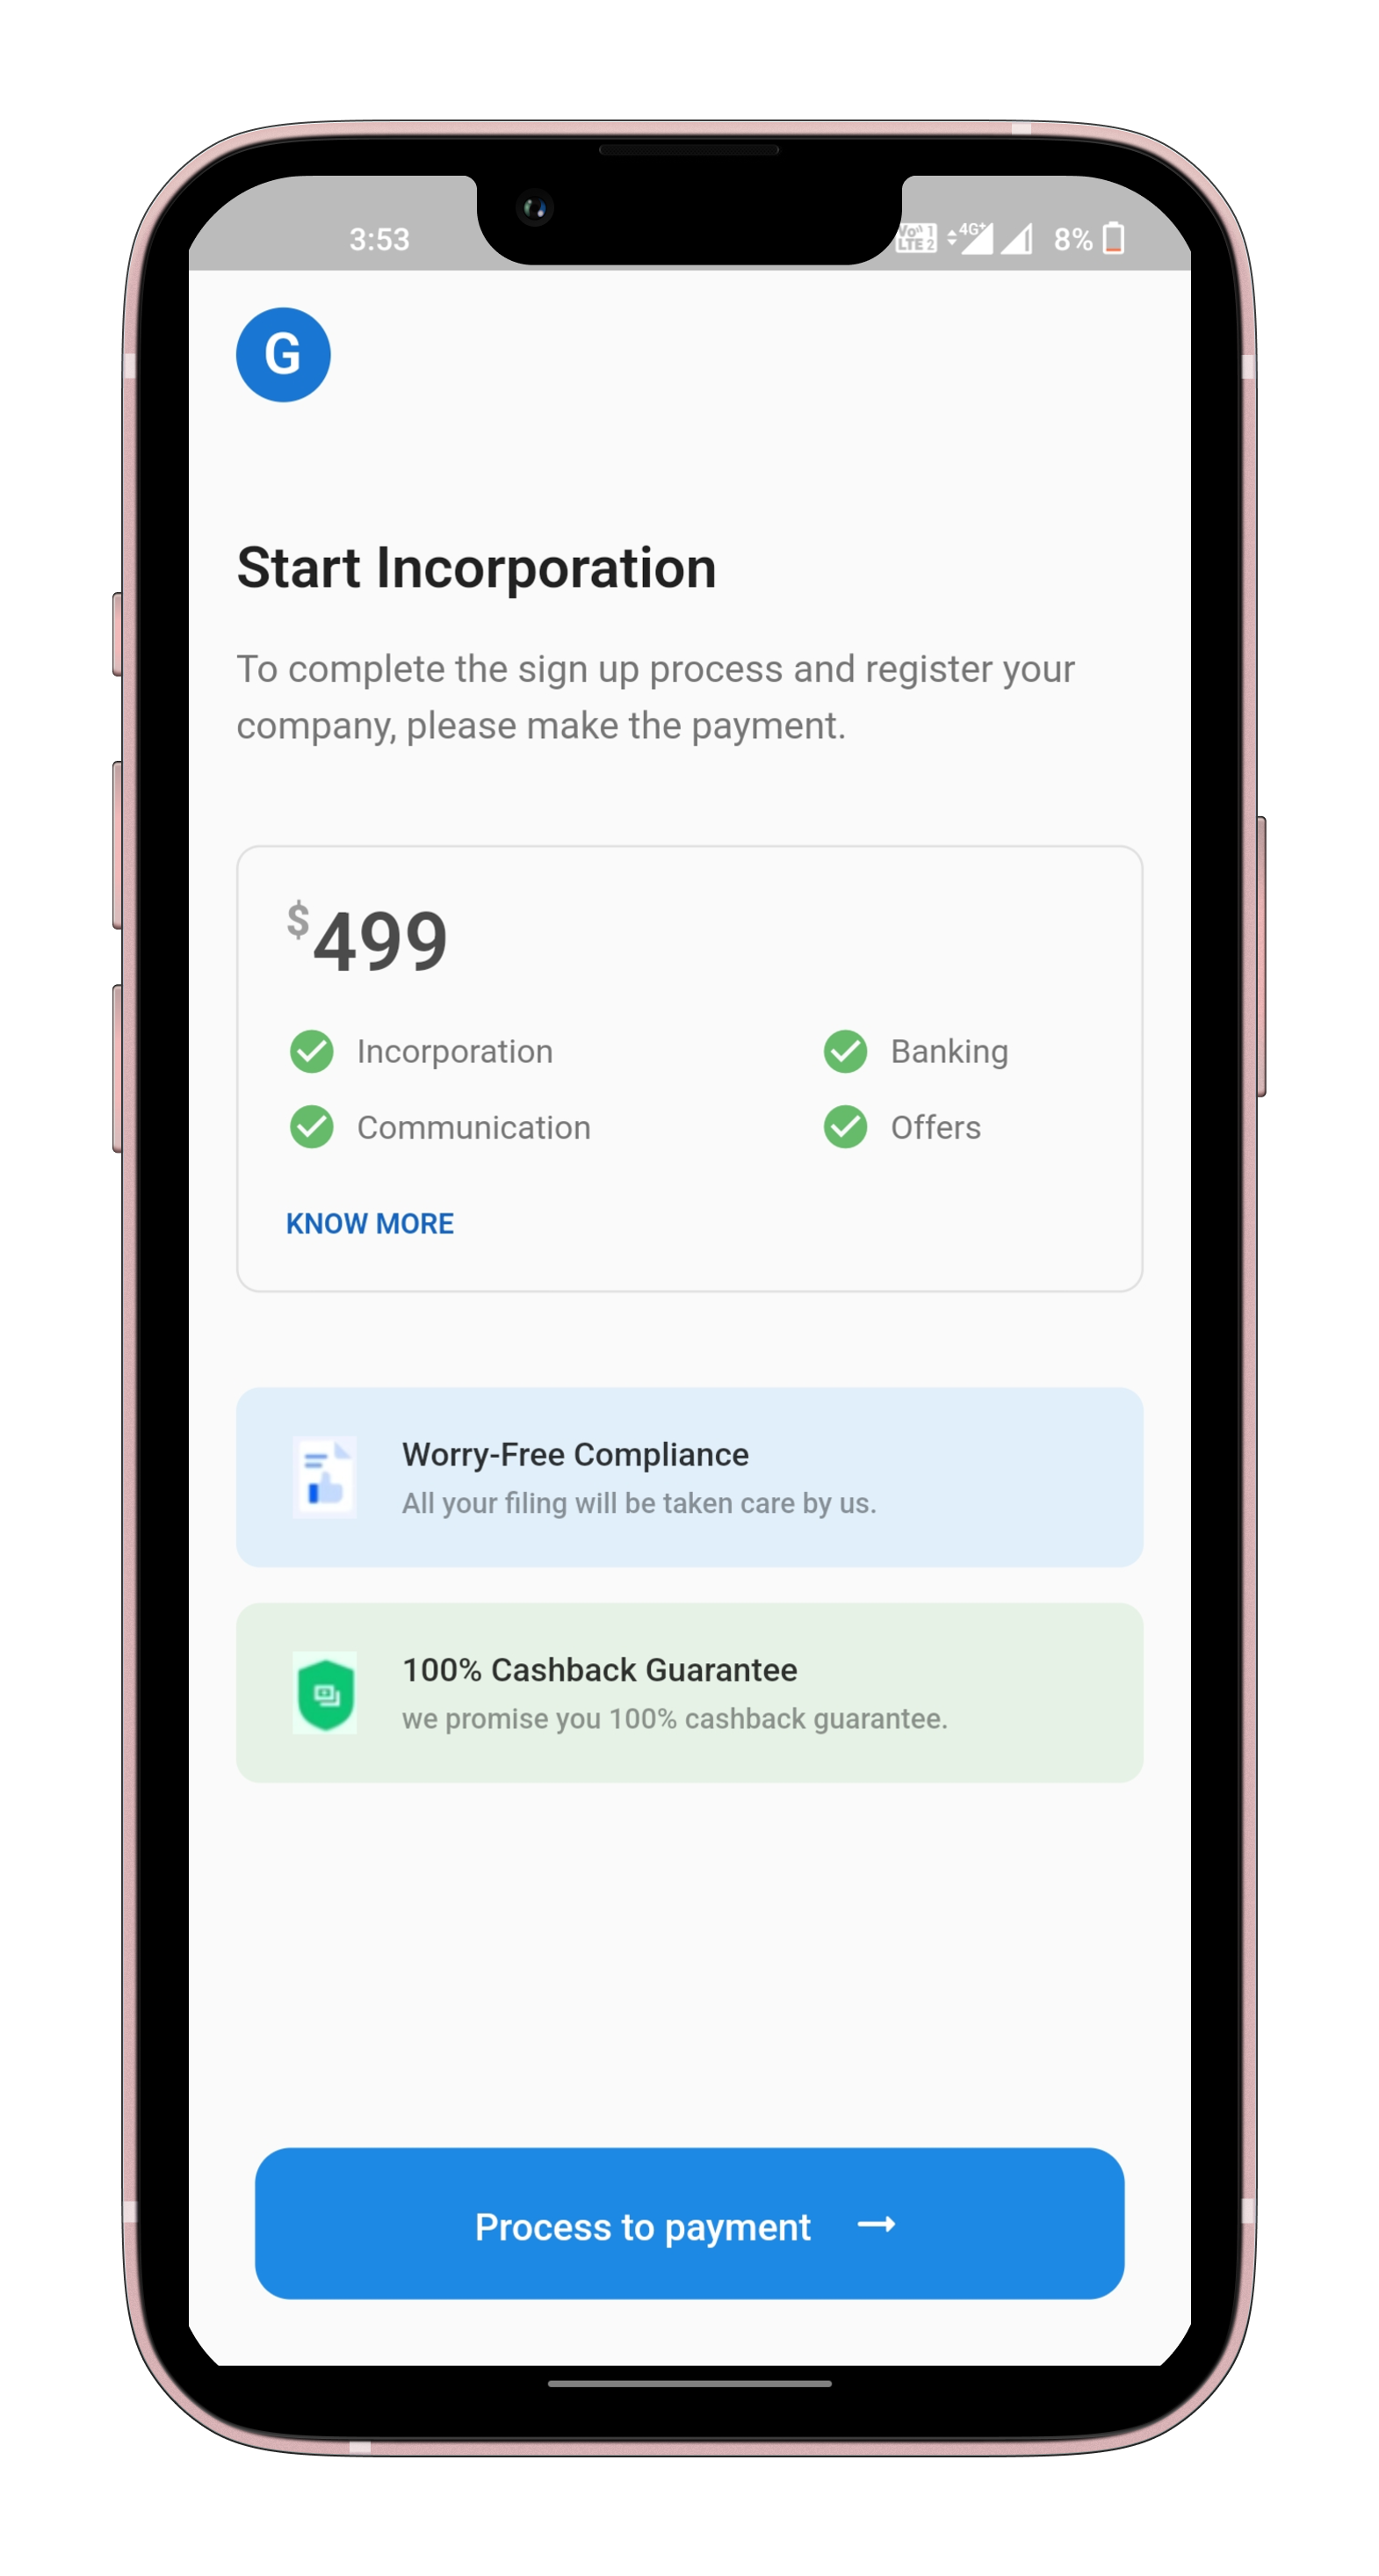 3:53
Vo)) 1
LTE 2
4G+
8%
G
Start Incorporation
To complete the sign up process and register your
company, please make the payment.
$499
Incorporation
Banking
Communication
Offers
KNOW MORE
Worry-Free Compliance
All your filing will be taken care by us.
100% Cashback Guarantee
we promise you 100% cashback guarantee.
Process to payment →